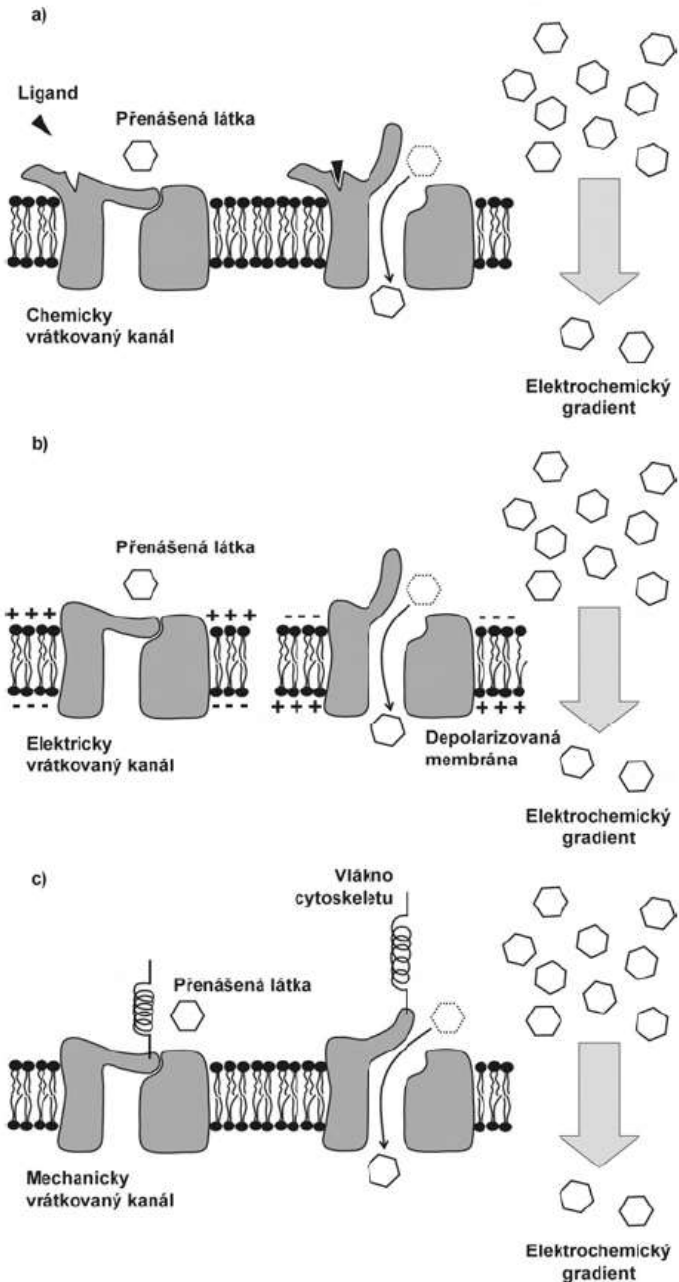 a)
Ligand
Přenášená látka
Chemicky
vrátkovaný kanál
Elektrochemický
gradient
b)
Přenášená látka
+ + +
+ + +
- - -
- - -
- - -
- - -
+ + +
+ + +
Elektricky
vrátkovaný kanál
Depolarizovaná
membrána
Elektrochemický
gradient
c)
Vlákno
cytoskeletu
Přenášená látka
Mechanicky
vrátkovaný kanál
Elektrochemický
gradient